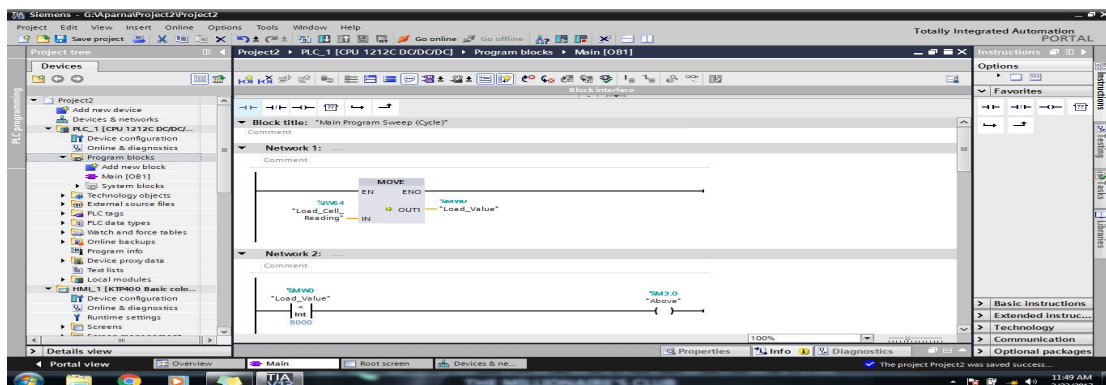 Siemens - G:\Aparna\Project2\Project2
Project Edit View Insert Online Options Tools Window Help
Totally Integrated Automation
PORTAL
Save project Go online Go offline
Project tree
Project2 ▸ PLC_1 [CPU 1212C DC/DC/DC] ▸ Program blocks ▸ Main [OB1]
Instructions
Devices
Options
Block interface
Favorites
PLC programming
Project2
Add new device
Devices & networks
PLC_1 [CPU 1212C DC/DC/...
Device configuration
Online & diagnostics
Program blocks
Add new block
Main [OB1]
System blocks
Technology objects
External source files
PLC tags
PLC data types
Watch and force tables
Online backups
Program info
Device proxy data
Text lists
Local modules
HMI_1 [KTP400 Basic colo...
Device configuration
Online & diagnostics
Runtime settings
Screens
Block title: "Main Program Sweep (Cycle)"
Comment
Network 1: ......
Comment
MOVE
EN ENO
%IW64
"Load_Cell_
Reading" IN
OUT1
%MW0
"Load_Value"
Network 2: ......
Comment
%MW0
"Load_Value"
<
Int
8000
%M3.0
"Above"
100%
Instructions
Testing
Tasks
Libraries
Basic instructions
Extended instruc...
Technology
Communication
Optional packages
Details view
Properties Info Diagnostics
Portal view Overview Main Root screen Devices & ne...
The project Project2 was saved success...
TIA
V13
11:49 AM